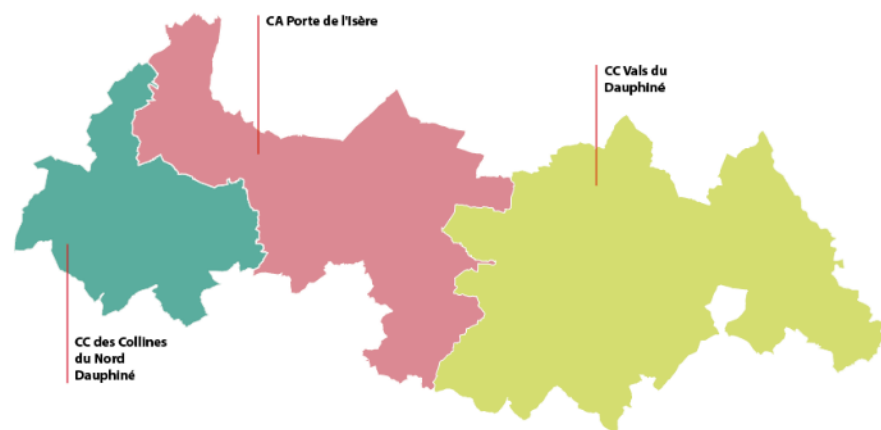 CA Porte de l'Isère
CC Vals du
Dauphiné
CC des Collines
du Nord
Dauphiné